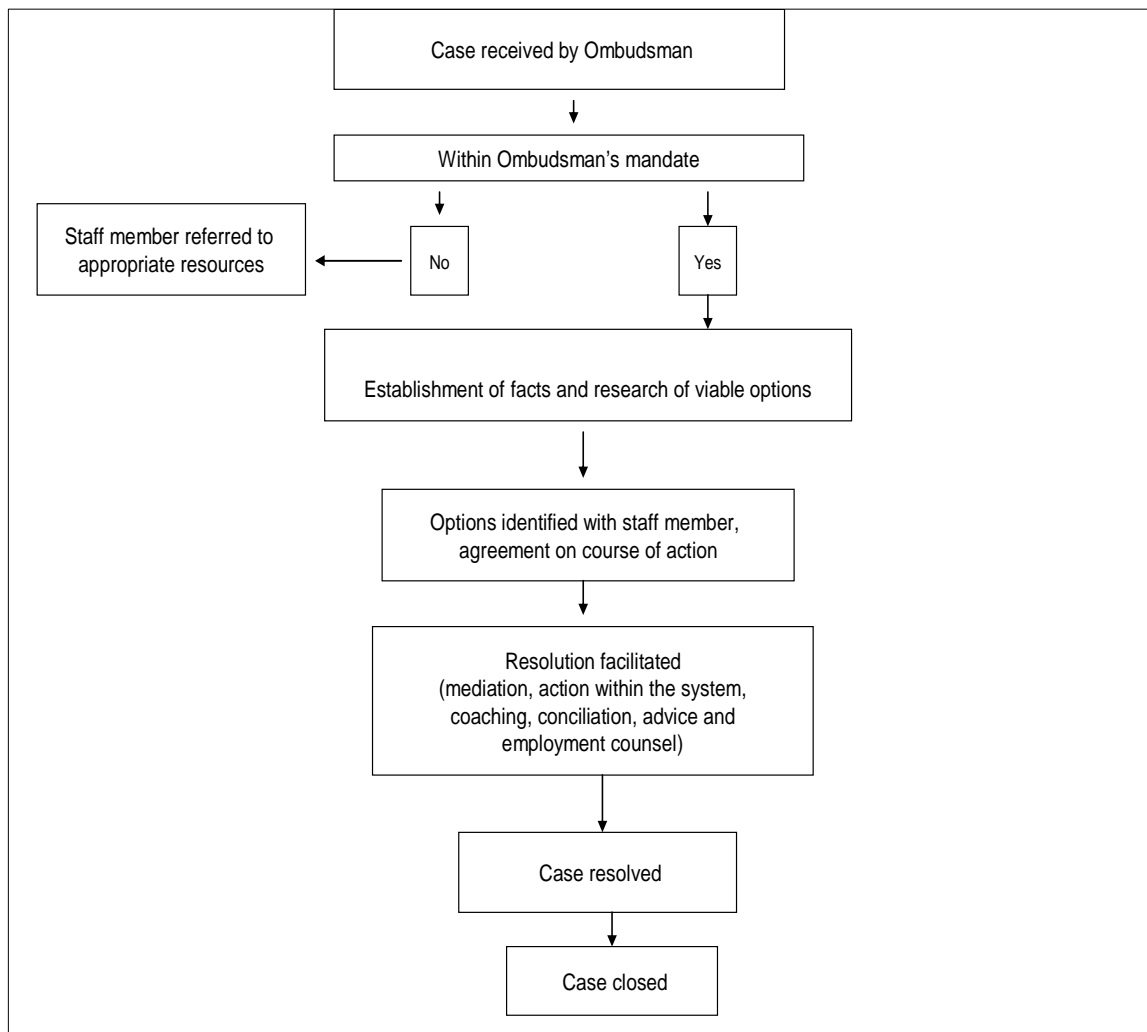 Case received by Ombudsman
Within Ombudsman’s mandate
Staff member referred to
appropriate resources
No
Yes
Establishment of facts and research of viable options
Options identified with staff member,
agreement on course of action
Resolution facilitated
(mediation, action within the system,
coaching, conciliation, advice and
employment counsel)
Case resolved
Case closed